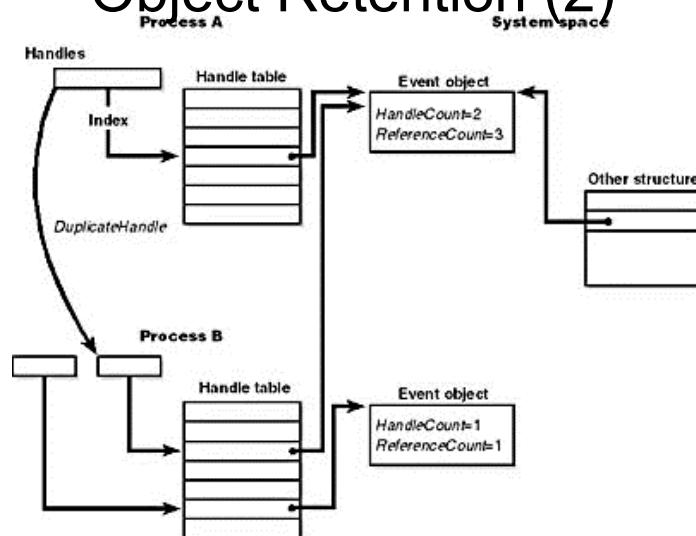 Object Retention (2)
Process A
System space
Handles
Handle table
Event object
HandleCount=2
ReferenceCount=3
Index
Other structure
DuplicateHandle
Process B
Handle table
Event object
HandleCount=1
ReferenceCount=1